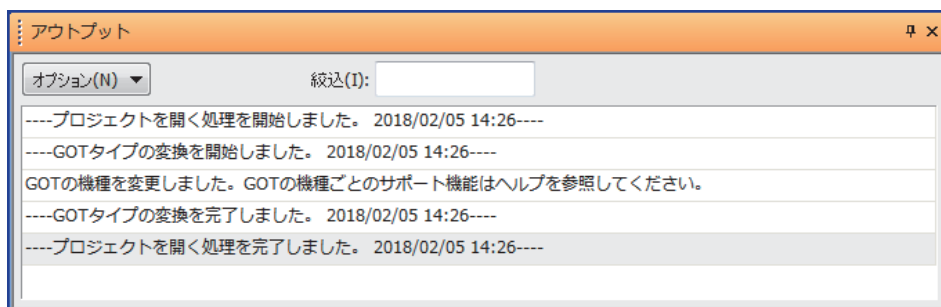 アウトプット
オプション(N)
絞込(I):
----プロジェクトを開く処理を開始しました。 2018/02/05 14:26----
----GOTタイプの変換を開始しました。 2018/02/05 14:26----
GOTの機種を変更しました。GOTの機種ごとのサポート機能はヘルプを参照してください。
----GOTタイプの変換を完了しました。 2018/02/05 14:26----
----プロジェクトを開く処理を完了しました。 2018/02/05 14:26----